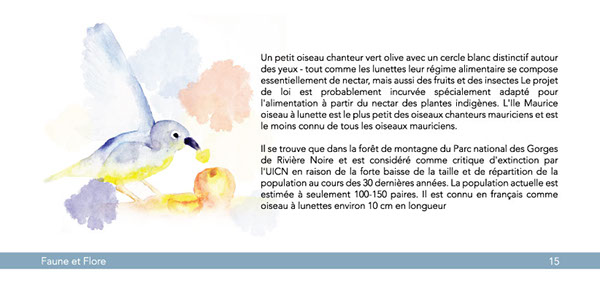 Un petit oiseau chanteur vert olive avec un cercle blanc distinctif autour
des yeux - tout comme les lunettes leur régime alimentaire se compose
essentiellement de nectar, mais aussi des fruits et des insectes Le projet
de loi est probablement incurvée spécialement adapté pour
l'alimentation à partir du nectar des plantes indigènes. L'Ile Maurice
oiseau à lunette est le plus petit des oiseaux chanteurs mauriciens et est
le moins connu de tous les oiseaux mauriciens.
Il se trouve que dans la forêt de montagne du Parc national des Gorges
de Rivière Noire et est considéré comme critique d'extinction par
l'UICN en raison de la forte baisse de la taille et de répartition de la
population au cours des 30 dernières années. La population actuelle est
estimée à seulement 100-150 paires. Il est connu en français comme
oiseau à lunettes environ 10 cm en longueur
Faune et Flore
15